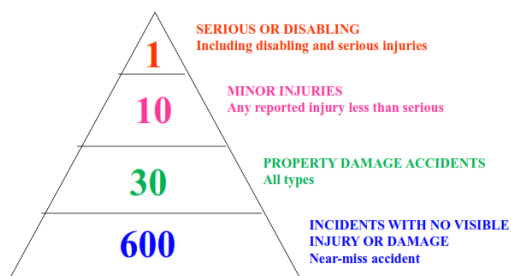 SERIOUS OR DISABLING
Including disabling and serious injuries
1
MINOR INJURIES
Any reported injury less than serious
10
PROPERTY DAMAGE ACCIDENTS
All types
30
INCIDENTS WITH NO VISIBLE
INJURY OR DAMAGE
Near-miss accident
600